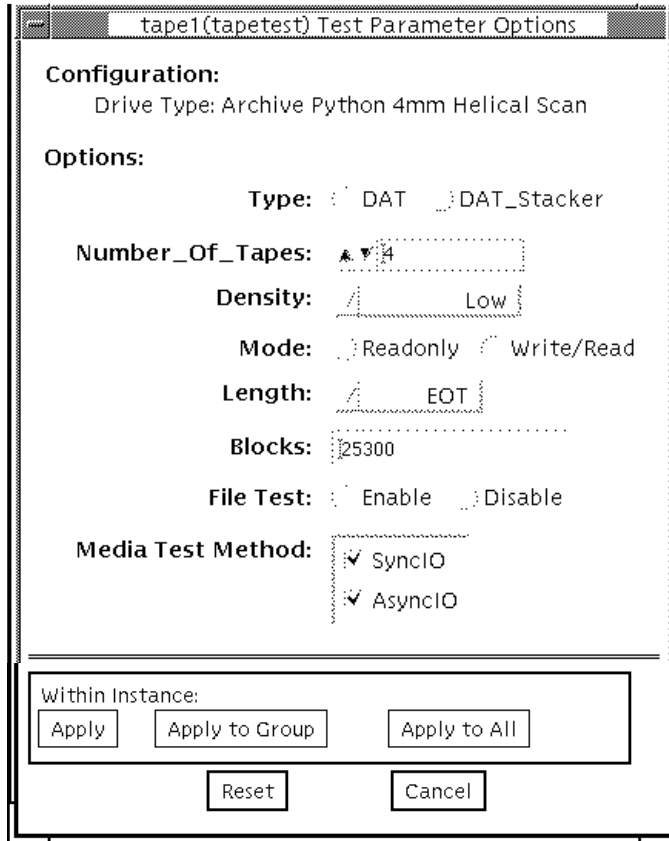 tape1(tapetest) Test Parameter Options
Configuration:
Drive Type: Archive Python 4mm Helical Scan
Options:
Type: DAT DAT_Stacker
Number_Of_Tapes: 4
Density: Low
Mode: Readonly Write/Read
Length: EOT
Blocks: 25300
File Test: Enable Disable
Media Test Method: SyncIO
AsyncIO
Within Instance:
Apply Apply to Group Apply to All
Reset Cancel